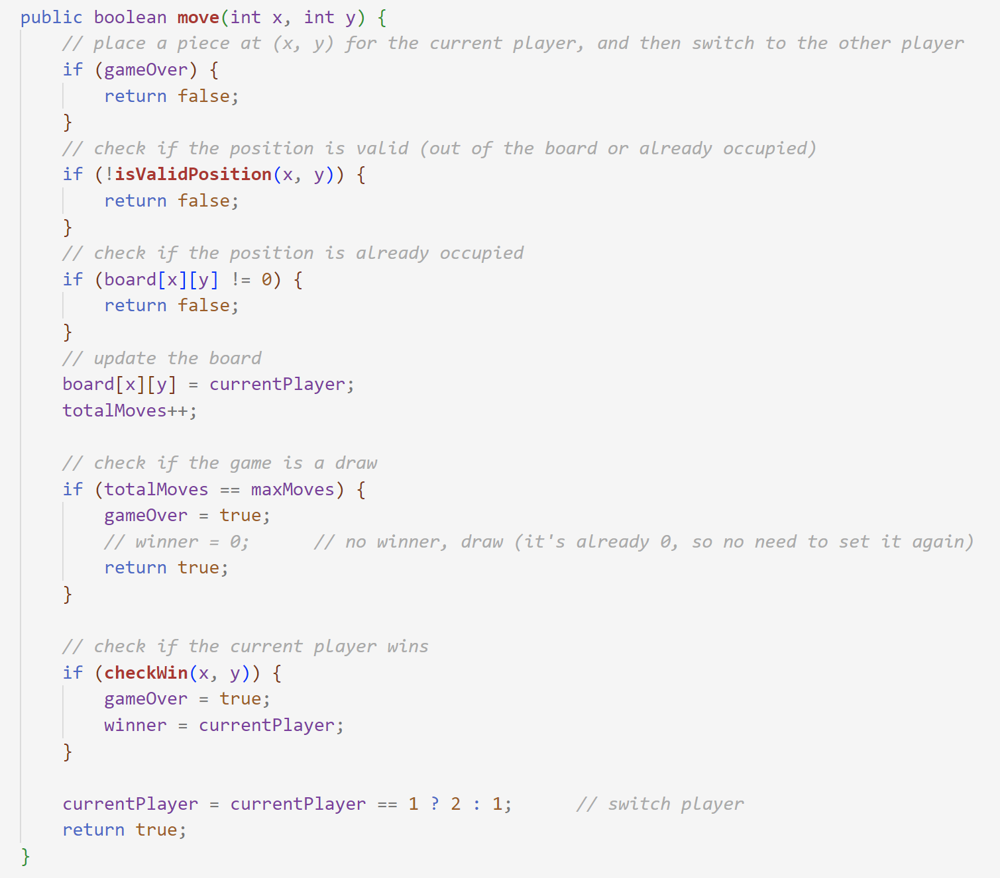 public boolean move(int x, int y) {
    // place a piece at (x, y) for the current player, and then switch to the other player
    if (gameOver) {
        return false;
    }
    // check if the position is valid (out of the board or already occupied)
    if (!isValidPosition(x, y)) {
        return false;
    }
    // check if the position is already occupied
    if (board[x][y] != 0) {
        return false;
    }
    // update the board
    board[x][y] = currentPlayer;
    totalMoves++;

    // check if the game is a draw
    if (totalMoves == maxMoves) {
        gameOver = true;
        // winner = 0;      // no winner, draw (it's already 0, so no need to set it again)
        return true;
    }

    // check if the current player wins
    if (checkWin(x, y)) {
        gameOver = true;
        winner = currentPlayer;
    }

    currentPlayer = currentPlayer == 1 ? 2 : 1;      // switch player
    return true;
}